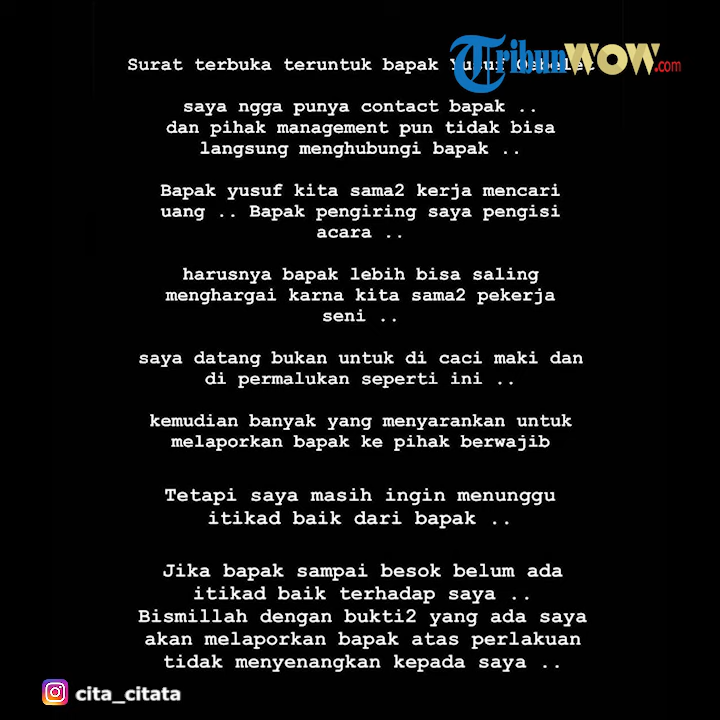 TribunWOW.com
Surat terbuka teruntuk bapak Yusuf
saya ngga punya contact bapak ..
dan pihak management pun tidak bisa
langsung menghubungi bapak ..
Bapak yusuf kita sama2 kerja mencari
uang .. Bapak pengiring saya pengisi
acara ..
harusnya bapak lebih bisa saling
menghargai karna kita sama2 pekerja
seni ..
saya datang bukan untuk di caci maki dan
di permalukan seperti ini ..
kemudian banyak yang menyarankan untuk
melaporkan bapak ke pihak berwajib
Tetapi saya masih ingin menunggu
itikad baik dari bapak ..
Jika bapak sampai besok belum ada
itikad baik terhadap saya ..
Bismillah dengan bukti2 yang ada saya
akan melaporkan bapak atas perlakuan
tidak menyenangkan kepada saya ..
cita_citata